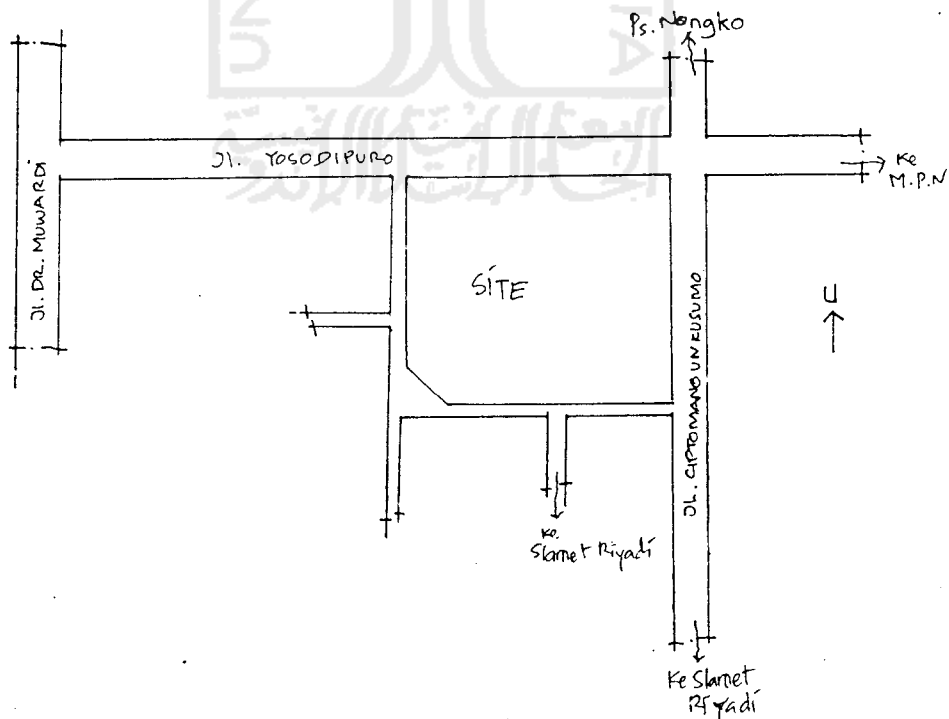 Ps. Nongko
Jl. YOSODIPURO
Ke
M.P.N
Jl. DR. MUWARDI
SITE
U
JL. CIPTOMANGUNKUSUMO
Ke.
Slamet Riyadi
Ke Slamet
Riyadi